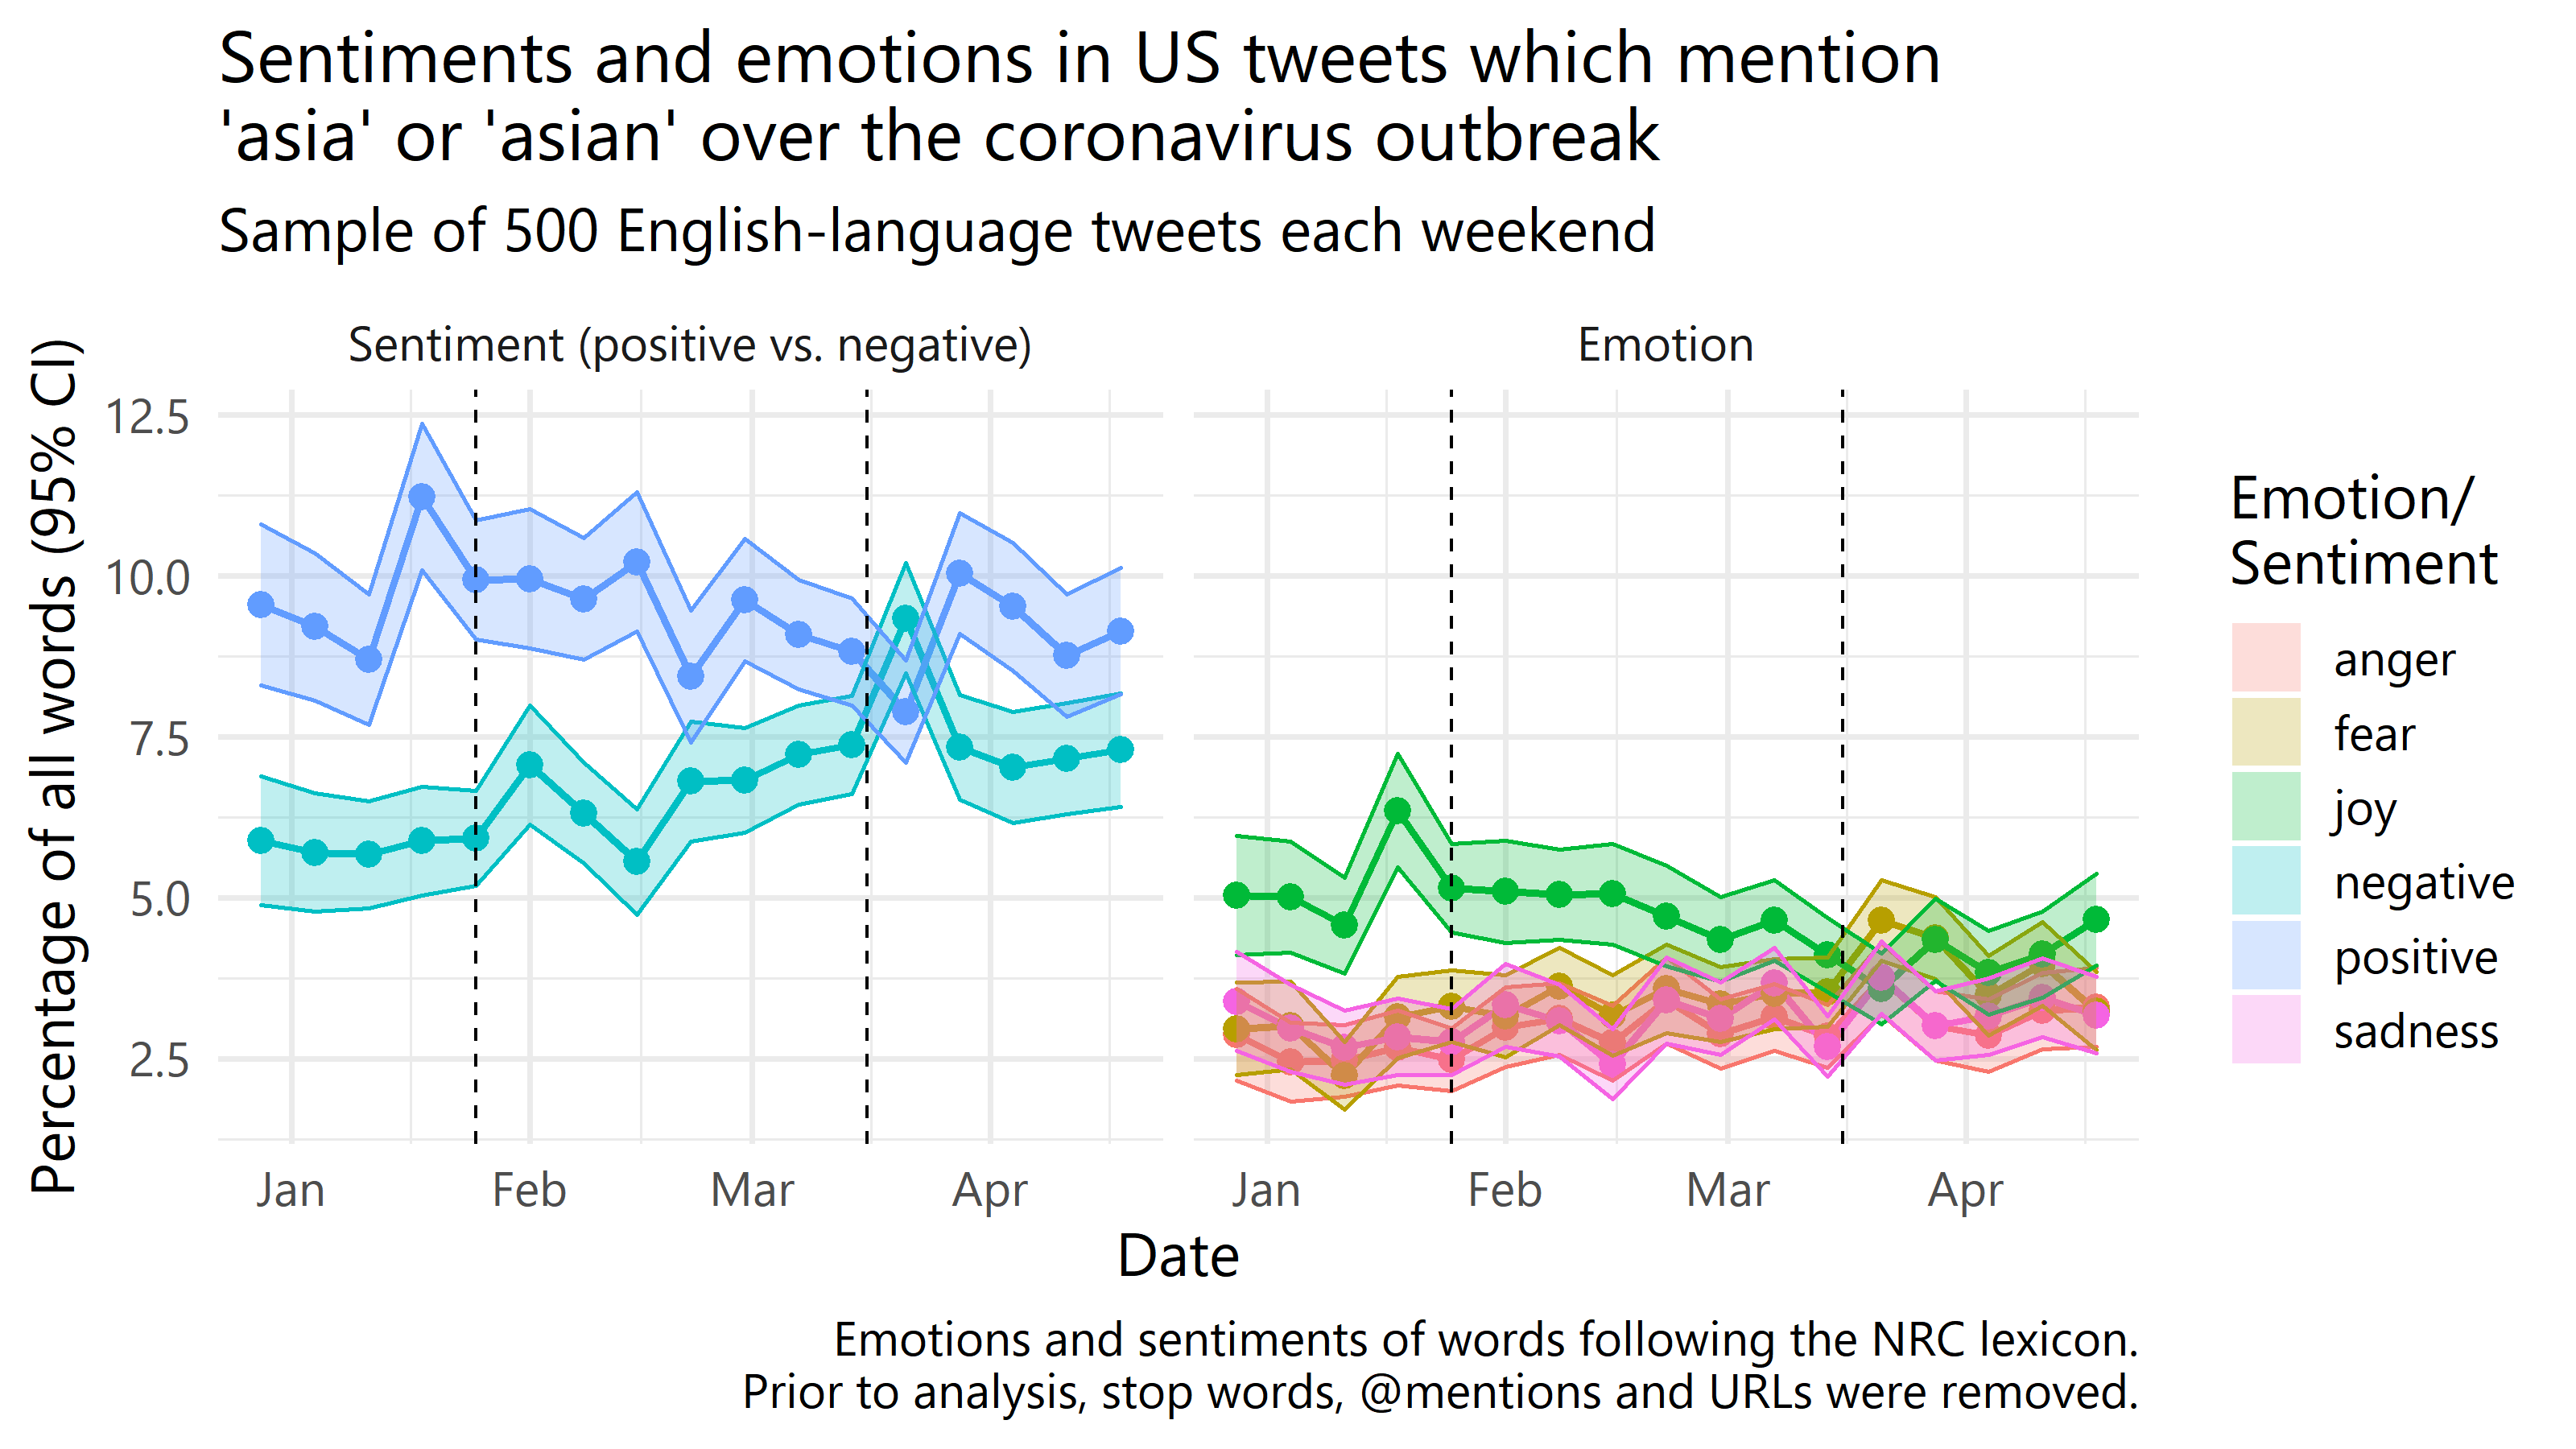 Sentiments and emotions in US tweets which mention
'asia' or 'asian' over the coronavirus outbreak
Sample of 500 English-language tweets each weekend
Sentiment (positive vs. negative)
Emotion
Percentage of all words (95% CI)
12.5
10.0
7.5
5.0
2.5
Jan
Feb
Mar
Apr
Jan
Feb
Mar
Apr
Date
Emotion/
Sentiment
anger
fear
joy
negative
positive
sadness
Emotions and sentiments of words following the NRC lexicon.
Prior to analysis, stop words, @mentions and URLs were removed.